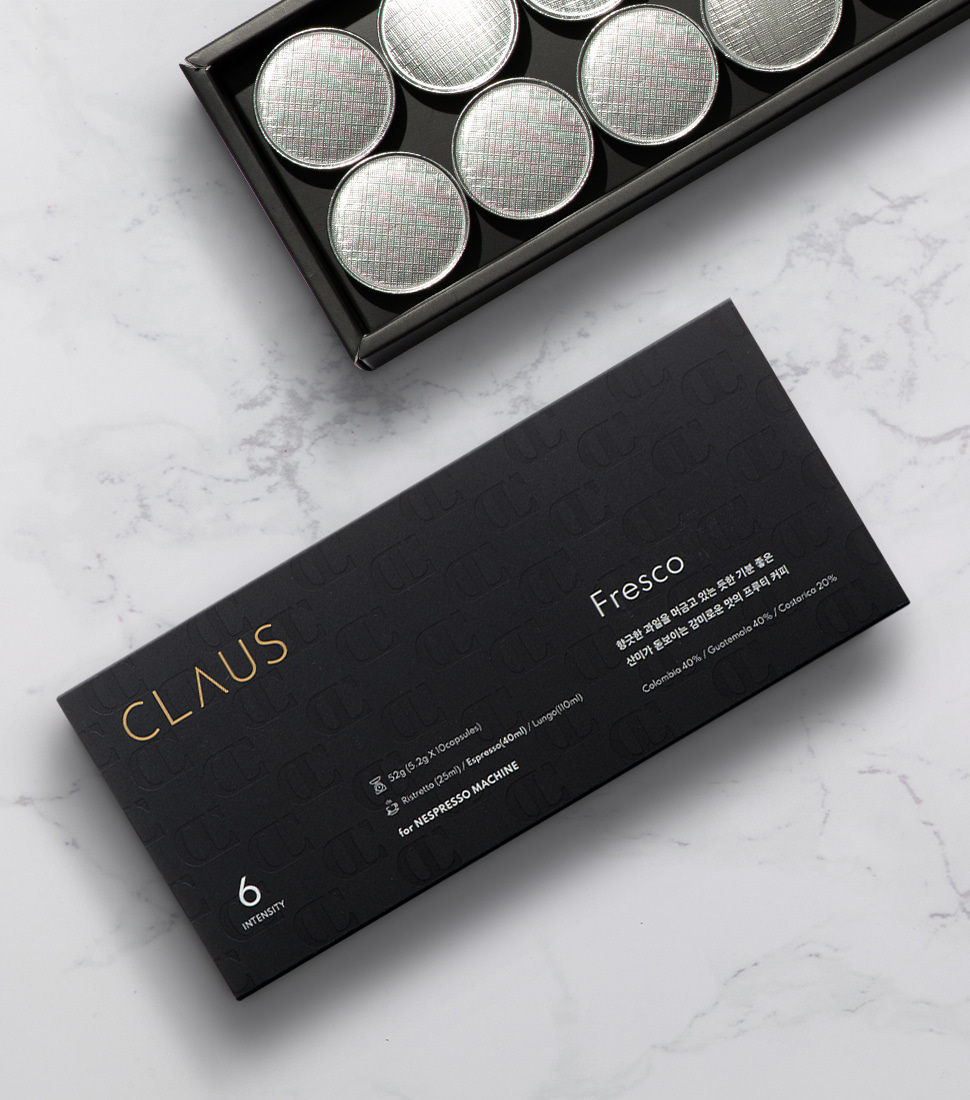 CLAUS
Fresco
향긋한 과일을 머금고 있는 듯한 기분 좋은
산미가 돋보이는 감미로운 맛의 프루티 커피
Colombia 40% / Guatemala 40% / Costarica 20%
52g (5.2g X 10capsules)
Ristretto (25ml) / Espresso(40ml) / Lungo(110ml)
for NESPRESSO MACHINE
6
INTENSITY